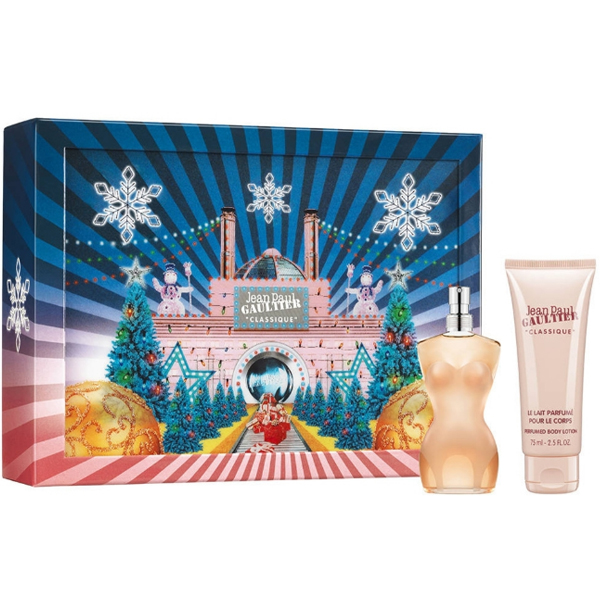 Jean Paul
GAULTIER
"CLASSIQUE"
Jean Paul
GAULTIER
"CLASSIQUE"
LE LAIT PARFUMÉ
POUR LE CORPS
PERFUMED BODY LOTION
75 ml - 2.5 FL.OZ.